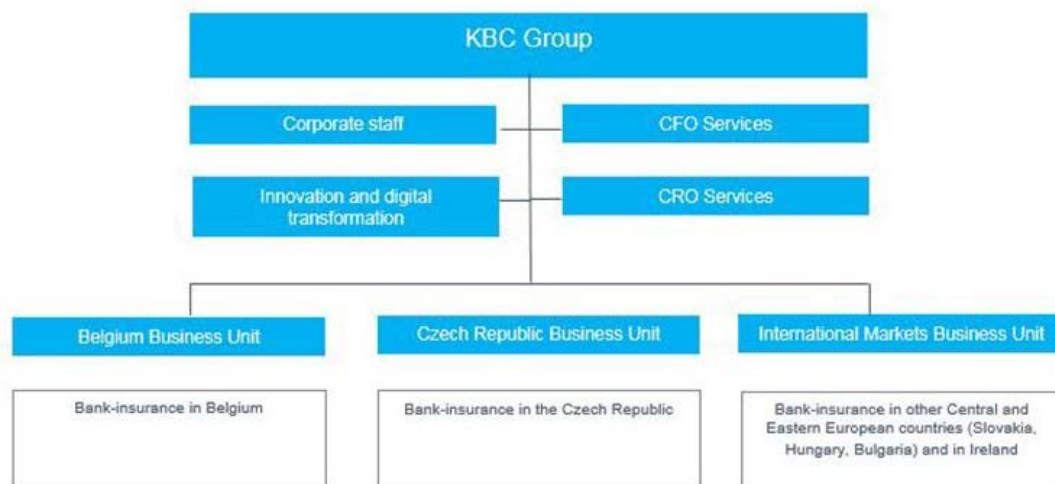 KBC Group
Corporate staff
CFO Services
Innovation and digital
transformation
CRO Services
Belgium Business Unit
Czech Republic Business Unit
International Markets Business Unit
Bank-insurance in Belgium
Bank-insurance in the Czech Republic
Bank-insurance in other Central and
Eastern European countries (Slovakia,
Hungary, Bulgaria) and in Ireland